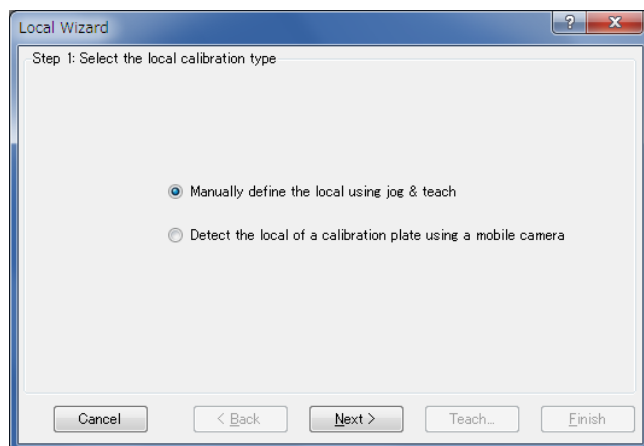 Local Wizard
Step 1: Select the local calibration type
Manually define the local using jog & teach
Detect the local of a calibration plate using a mobile camera
Cancel < Back Next > Teach... Finish